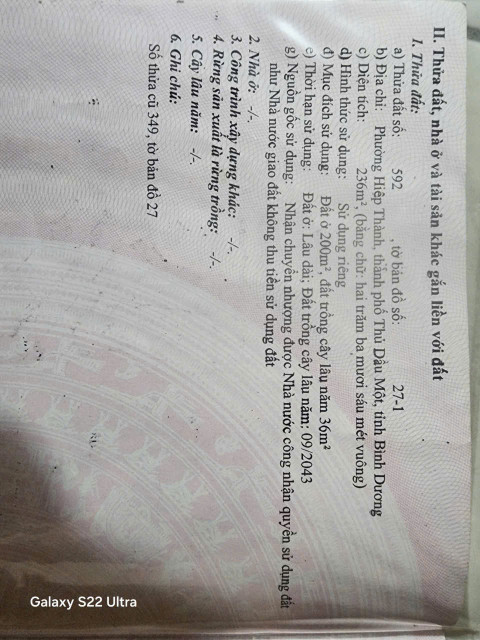 II. Thửa đất, nhà ở và tài sản khác gắn liền với đất
1. Thửa đất:
a) Thửa đất số: 592 , tờ bản đồ số: 27-1
b) Địa chỉ: Phường Hiệp Thành, thành phố Thủ Dầu Một, tỉnh Bình Dương
c) Diện tích: 236m², (bằng chữ: hai trăm ba mươi sáu mét vuông)
d) Hình thức sử dụng: Sử dụng riêng
đ) Mục đích sử dụng: Đất ở 200m², đất trồng cây lâu năm 36m²
e) Thời hạn sử dụng: Đất ở: Lâu dài; Đất trồng cây lâu năm: 09/2043
g) Nguồn gốc sử dụng: Nhận chuyển nhượng được Nhà nước công nhận quyền sử dụng đất
như Nhà nước giao đất không thu tiền sử dụng đất
2. Nhà ở: -/-.
3. Công trình xây dựng khác: -/-.
4. Rừng sản xuất là rừng trồng: -/-.
5. Cây lâu năm: -/-.
6. Ghi chú:
Số thửa cũ 349, tờ bản đồ 27
Galaxy S22 Ultra